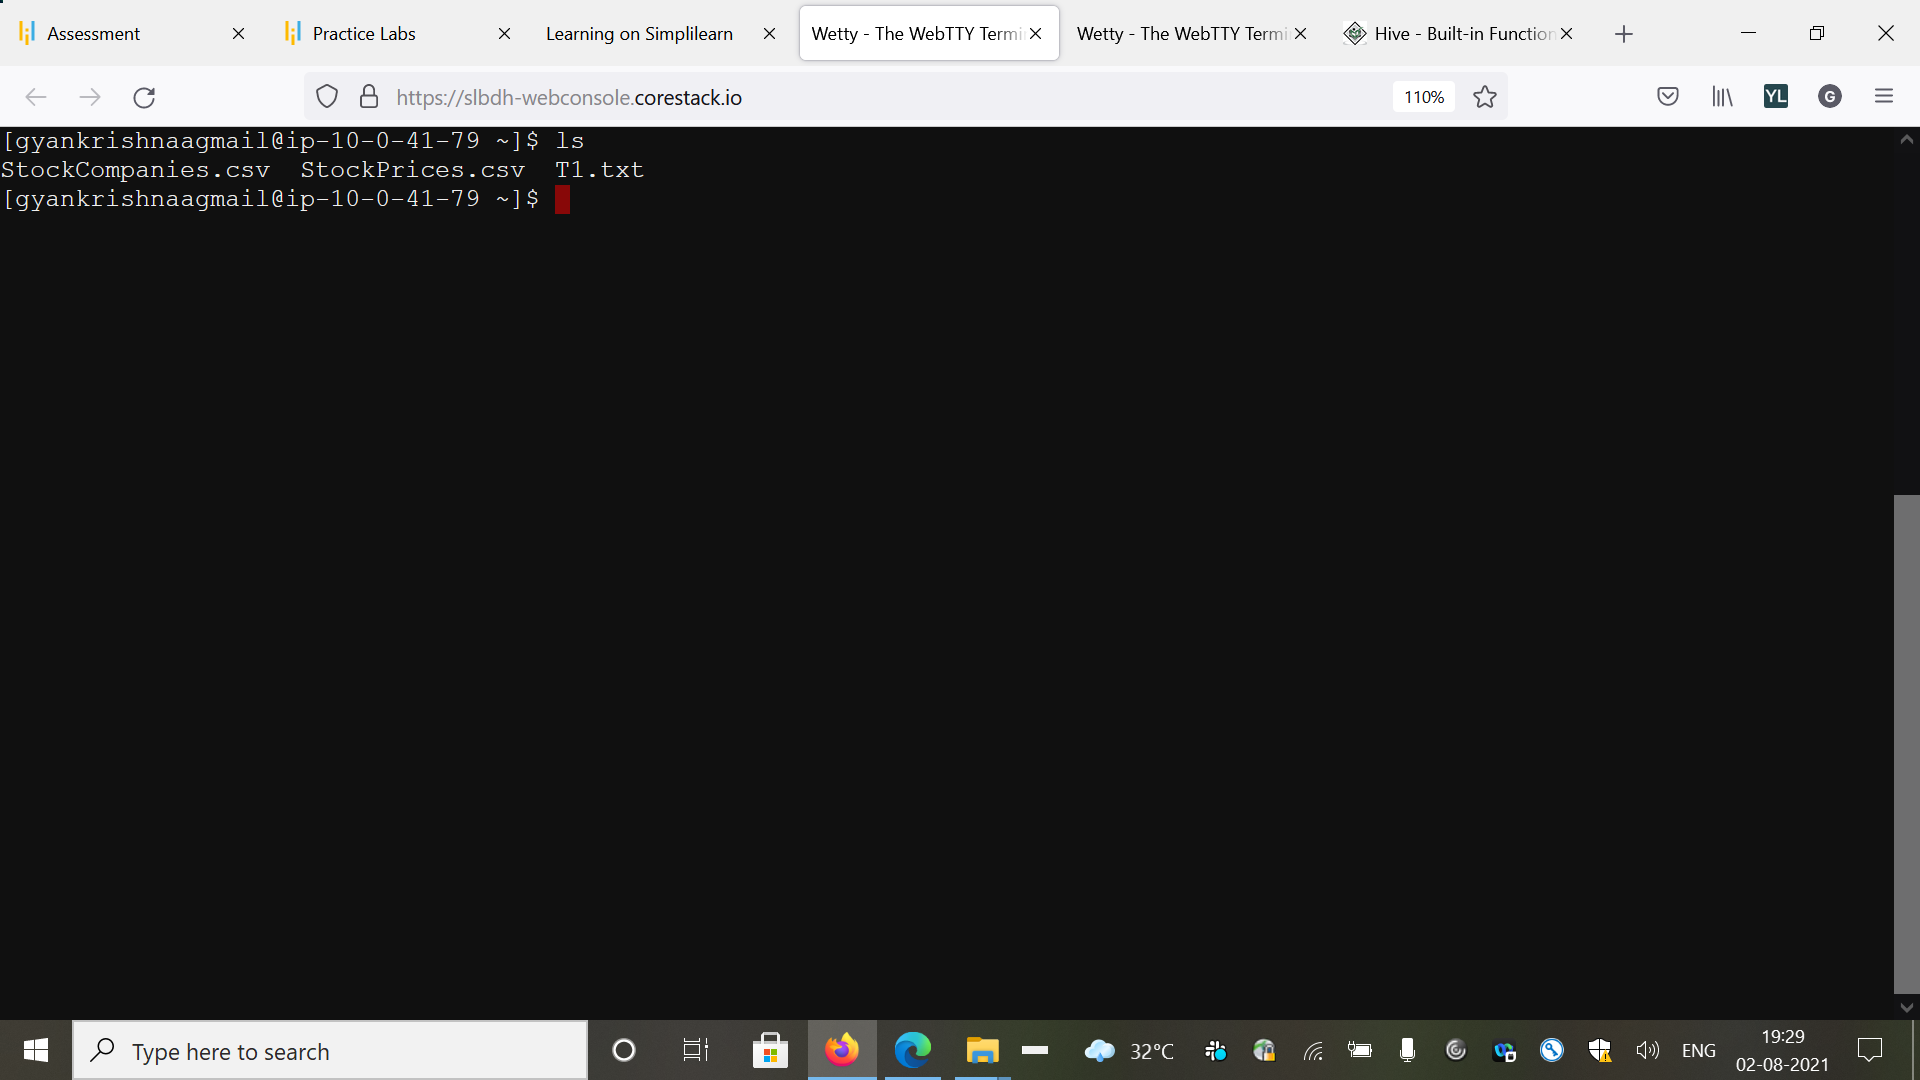 Assessment
Practice Labs
Learning on Simplilearn
Wetty - The WebTTY Termi
Wetty - The WebTTY Termi
Hive - Built-in Function
https://slbdh-webconsole.corestack.io
110%
YL
G
[gyankrishnaagmail@ip-10-0-41-79 ~]$ ls
StockCompanies.csv  StockPrices.csv  T1.txt
[gyankrishnaagmail@ip-10-0-41-79 ~]$
Type here to search
32°C
ENG
19:29
02-08-2021